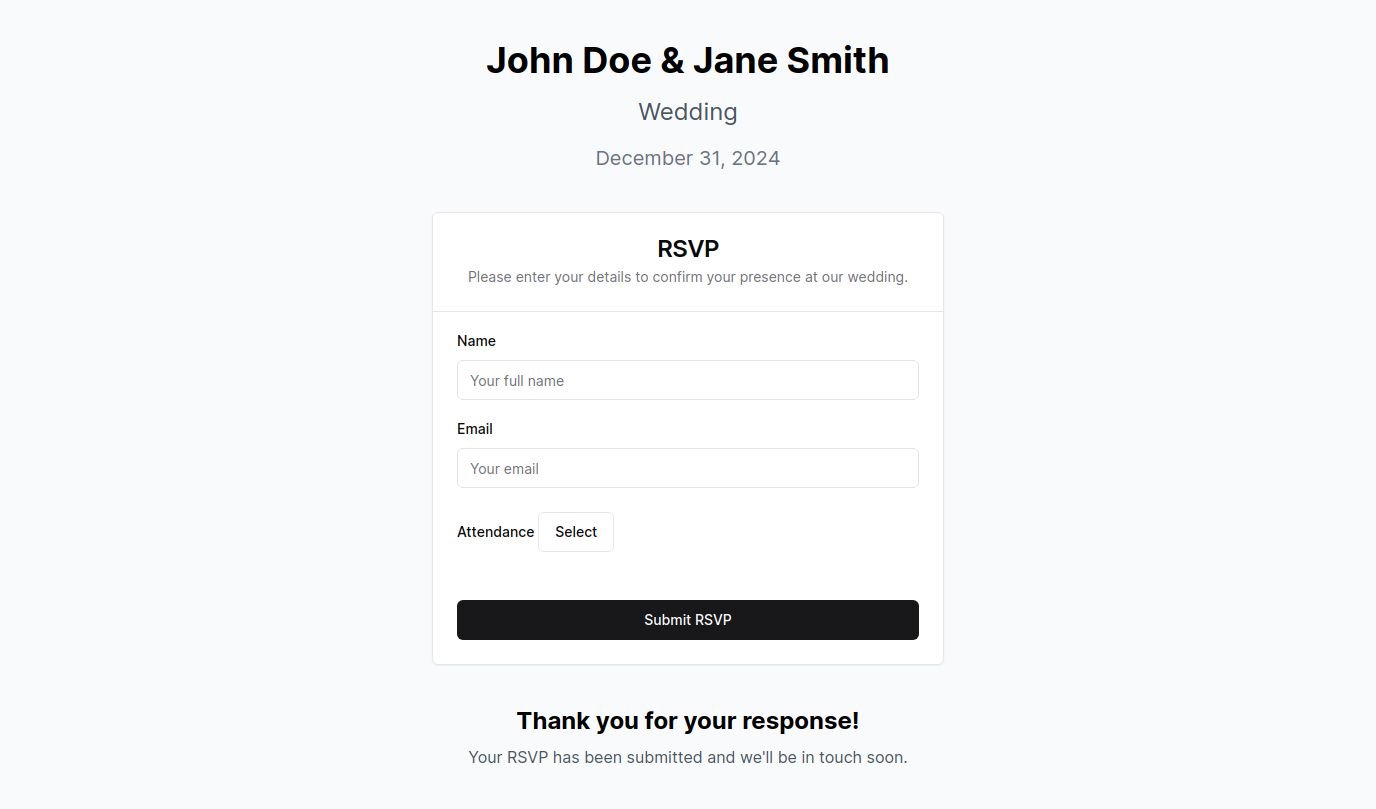 John Doe & Jane Smith
Wedding
December 31, 2024
RSVP
Please enter your details to confirm your presence at our wedding.
Name
Your full name
Email
Your email
Attendance Select
Submit RSVP
Thank you for your response!
Your RSVP has been submitted and we'll be in touch soon.